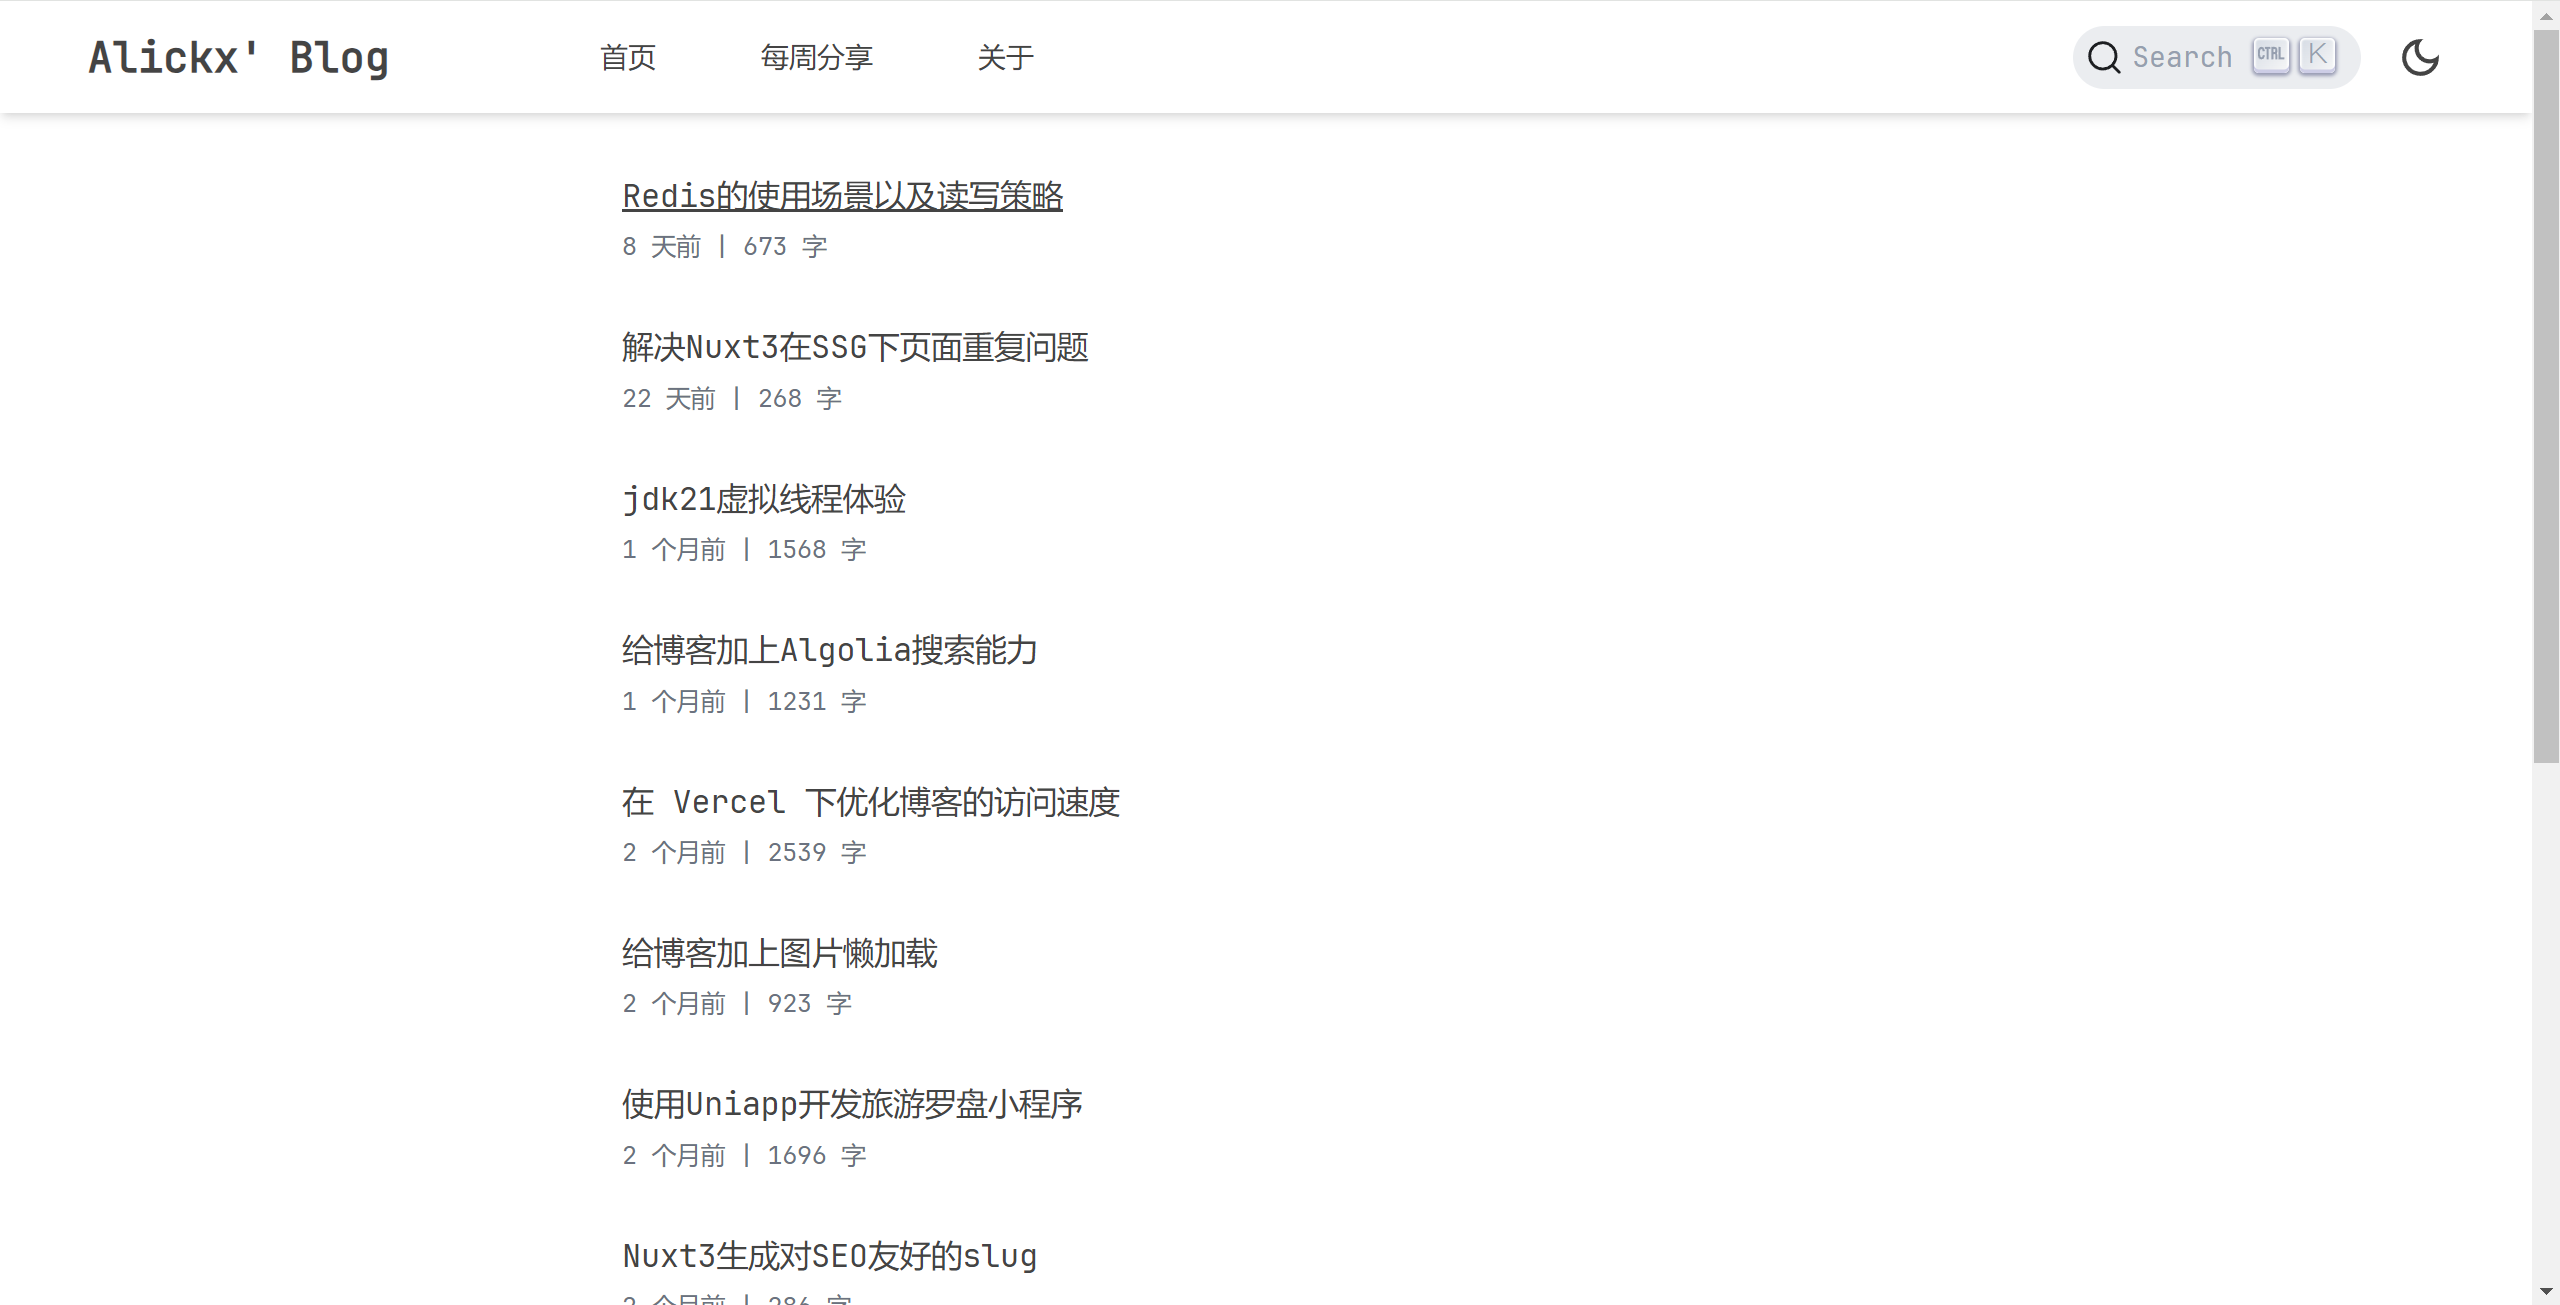 Alickx' Blog 首页 每周分享 关于 Search CTRL K
Redis的使用场景以及读写策略
8 天前 | 673 字
解决Nuxt3在SSG下页面重复问题
22 天前 | 268 字
jdk21虚拟线程体验
1 个月前 | 1568 字
给博客加上Algolia搜索能力
1 个月前 | 1231 字
在 Vercel 下优化博客的访问速度
2 个月前 | 2539 字
给博客加上图片懒加载
2 个月前 | 923 字
使用Uniapp开发旅游罗盘小程序
2 个月前 | 1696 字
Nuxt3生成对SEO友好的slug
个月前 | 字